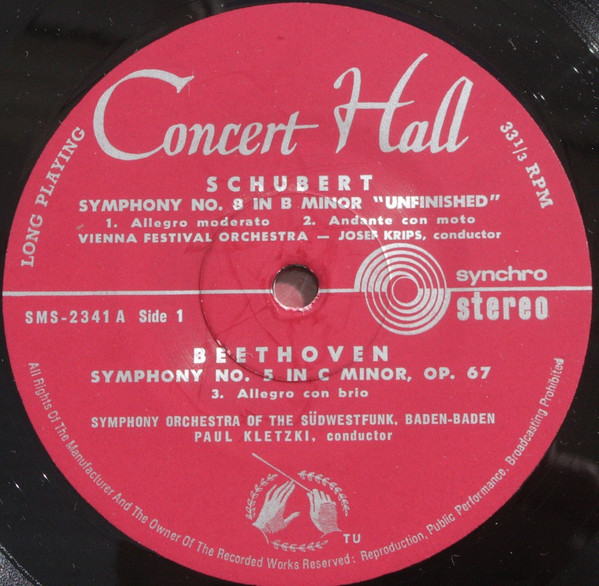 Concert Hall
LONG PLAYING
33 1/3 RPM
SCHUBERT
SYMPHONY NO. 8 IN B MINOR "UNFINISHED"
1. Allegro moderato 2. Andante con moto
VIENNA FESTIVAL ORCHESTRA — JOSEF KRIPS, conductor
synchro
stereo
SMS-2341 A Side 1
BEETHOVEN
SYMPHONY NO. 5 IN C MINOR, OP. 67
3. Allegro con brio
SYMPHONY ORCHESTRA OF THE SÜDWESTFUNK, BADEN-BADEN
PAUL KLETZKI, conductor
TU
All Rights Of The Manufacturer And The Owner Of The Recorded Works Reserved: Reproduction, Public Performance, Broadcasting Prohibited